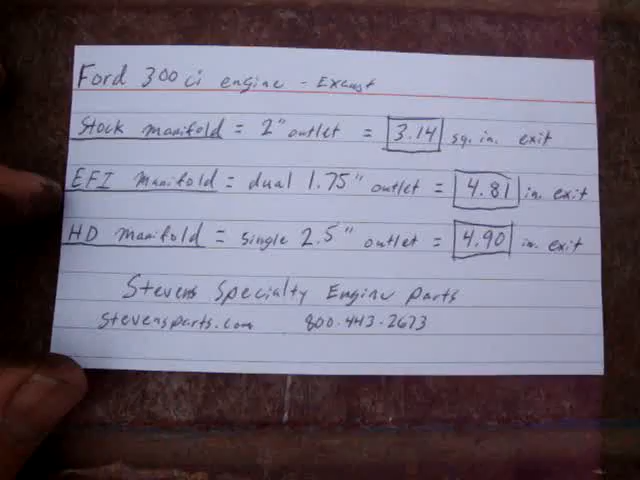 Ford 300 ci engine - Exaust
Stock manifold = 2" outlet = 3.14 sq. in. exit
EFI Manifold = dual 1.75" outlet = 4.81 in. exit
HD manifold = single 2.5" outlet = 4.90 in. exit
Stevens Specialty Engine Parts
Stevensparts.com 800.443.2673